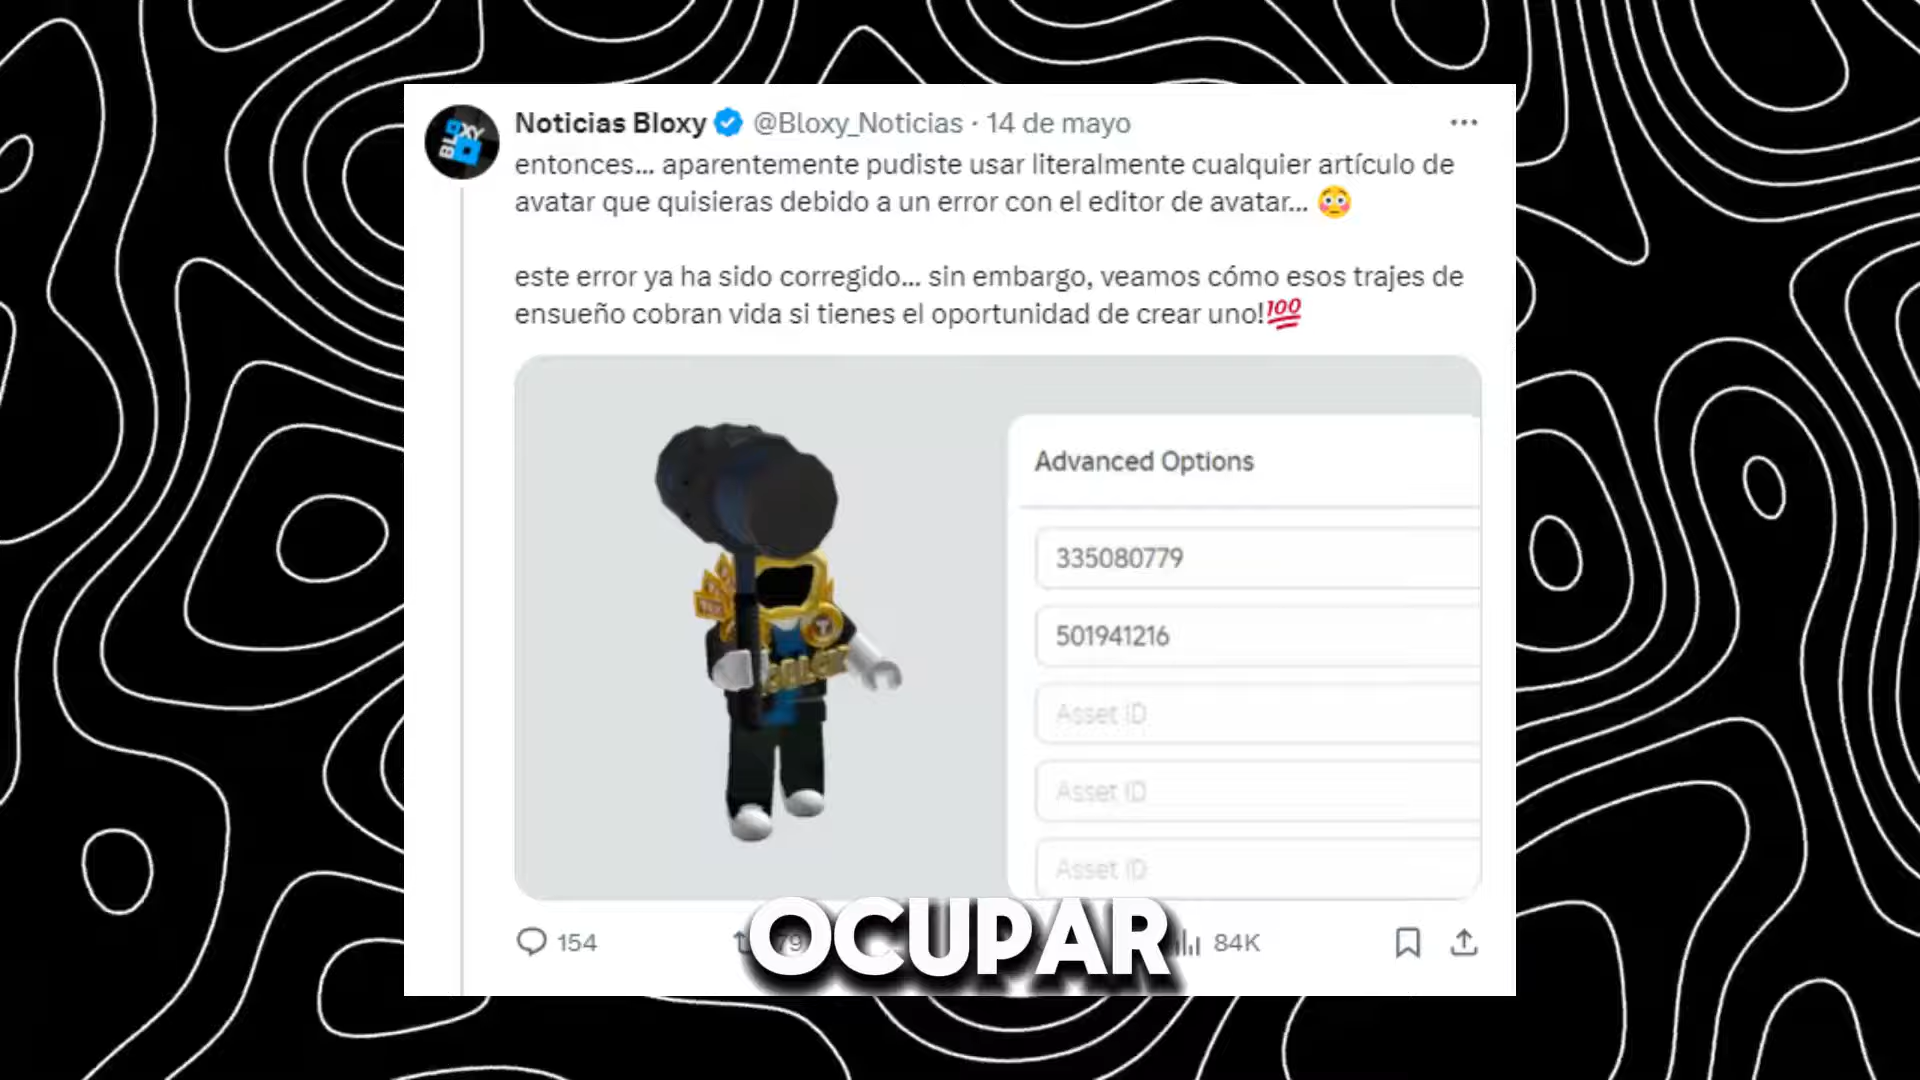 Noticias Bloxy @Bloxy_Noticias · 14 de mayo
entonces... aparentemente pudiste usar literalmente cualquier artículo de
avatar que quisieras debido a un error con el editor de avatar... 😳
este error ya ha sido corregido... sin embargo, veamos cómo esos trajes de
ensueño cobran vida si tienes el oportunidad de crear uno!💯
Advanced Options
335080779
501941216
Asset ID
Asset ID
Asset ID
154
84K
OCUPAR